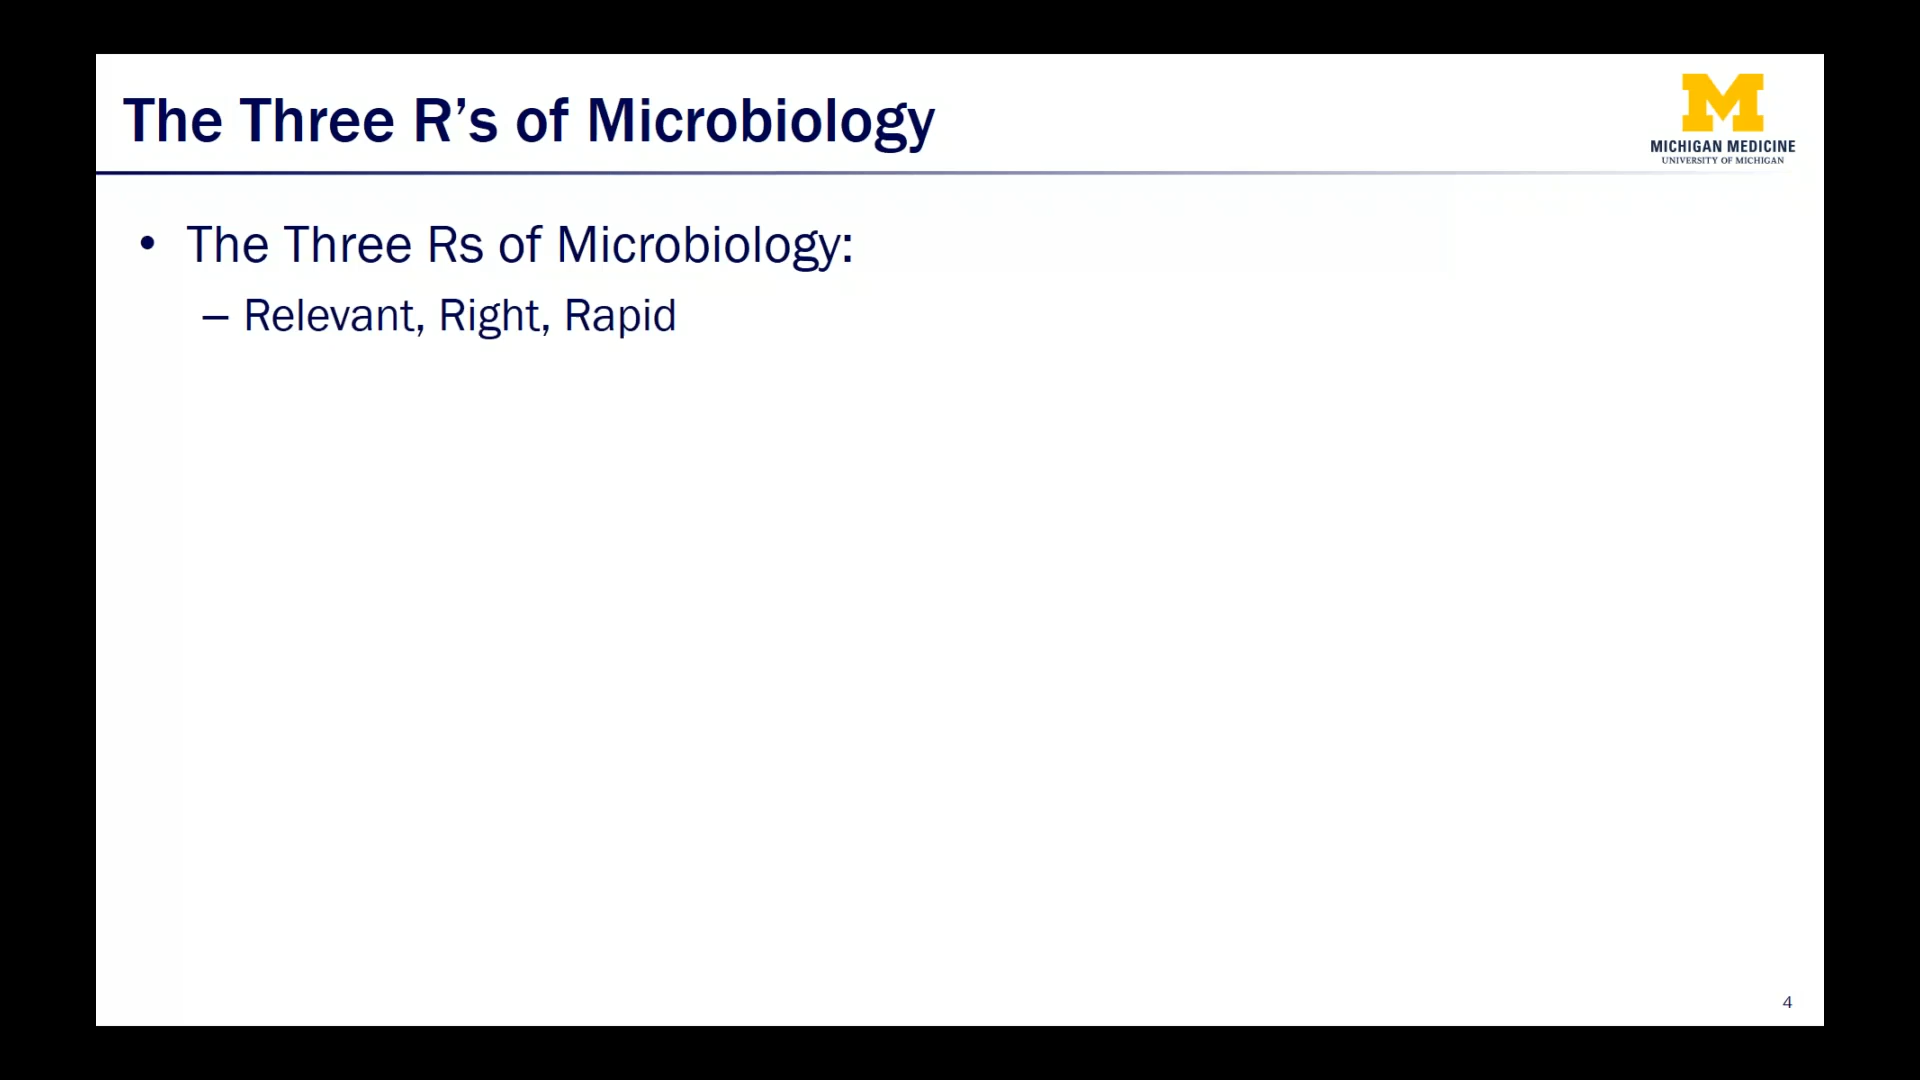 The Three R’s of Microbiology
M
MICHIGAN MEDICINE
UNIVERSITY OF MICHIGAN
• The Three Rs of Microbiology:
– Relevant, Right, Rapid
4